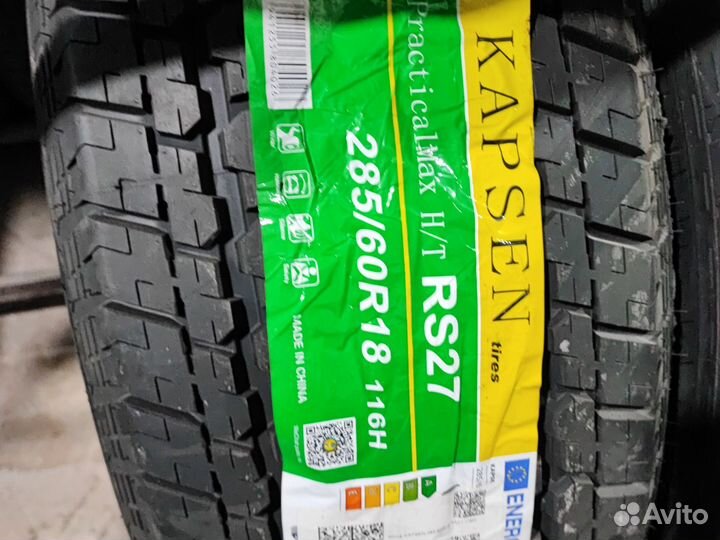 KAPSEN
tires
PracticalMax H/T RS27
285/60R18 116H
MADE IN CHINA
ENER
A
B
C
E
Avito